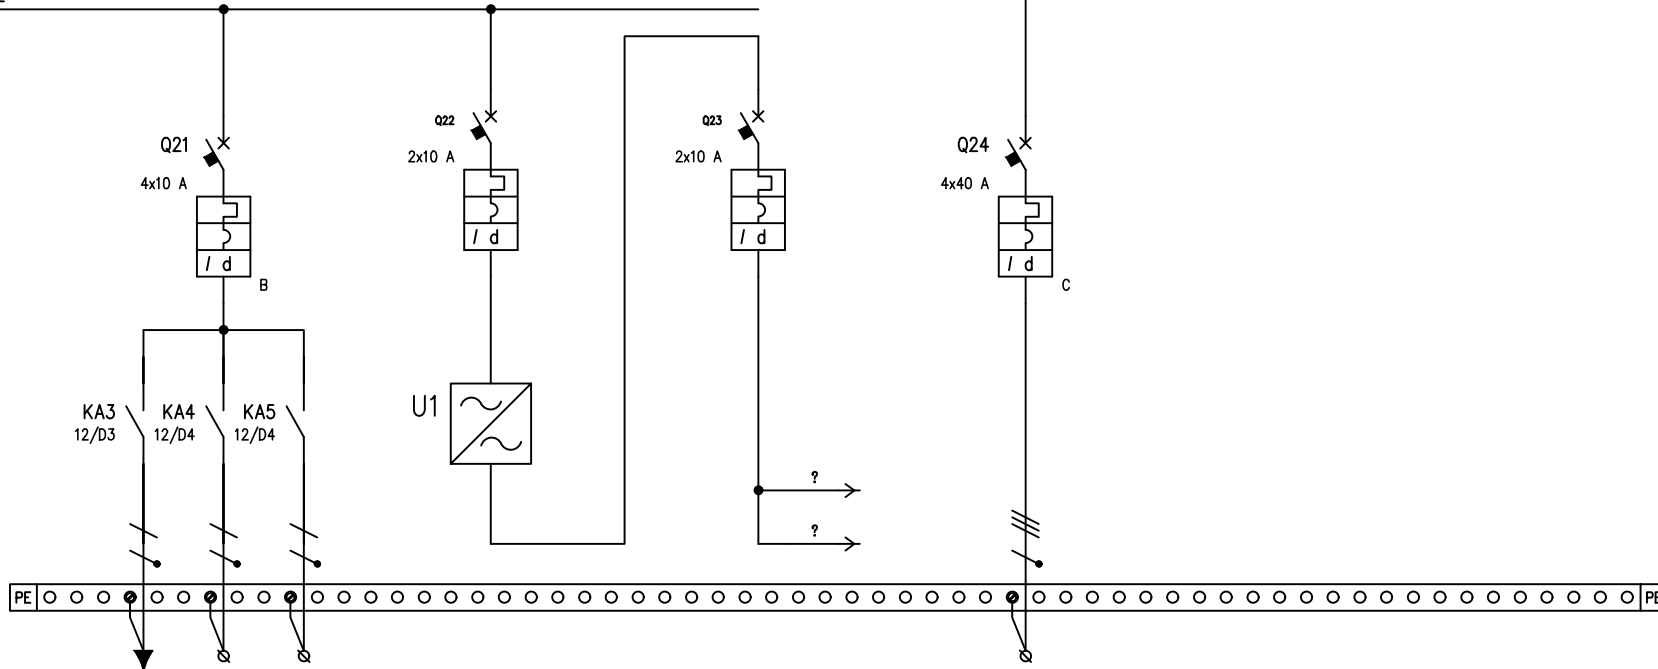 Q21
4x10 A
I d
B
Q22
2x10 A
I d
Q23
2x10 A
I d
Q24
4x40 A
I d
C
KA3
12/D3
KA4
12/D4
KA5
12/D4
U1
?
?
PE
PE